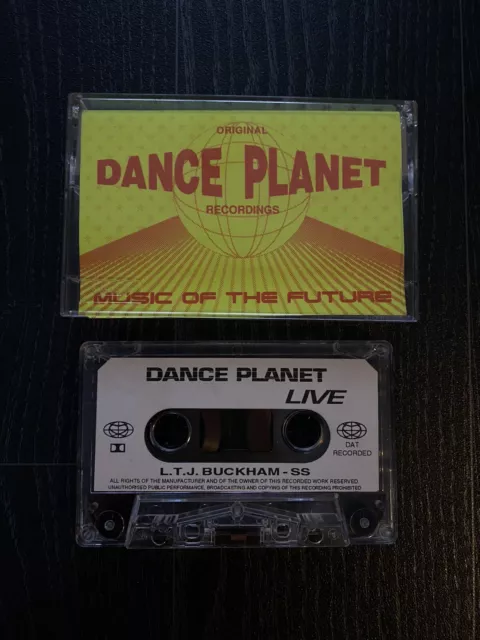 ORIGINAL
DANCE PLANET
RECORDINGS
MUSIC OF THE FUTURE
DANCE PLANET
LIVE
DAT
RECORDED
L.T.J. BUCKHAM - SS
ALL RIGHTS OF THE MANUFACTURER AND OF THE OWNER OF THIS RECORDED WORK RESERVED
UNAUTHORISED PUBLIC PERFORMANCE, BROADCASTING AND COPYING OF THIS RECORDING PROHIBITED